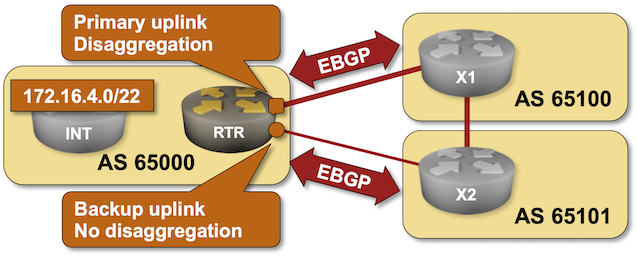 Primary uplink
Disaggregation
EBGP
X1
AS 65100
172.16.4.0/22
INT
RTR
AS 65000
X2
AS 65101
EBGP
Backup uplink
No disaggregation